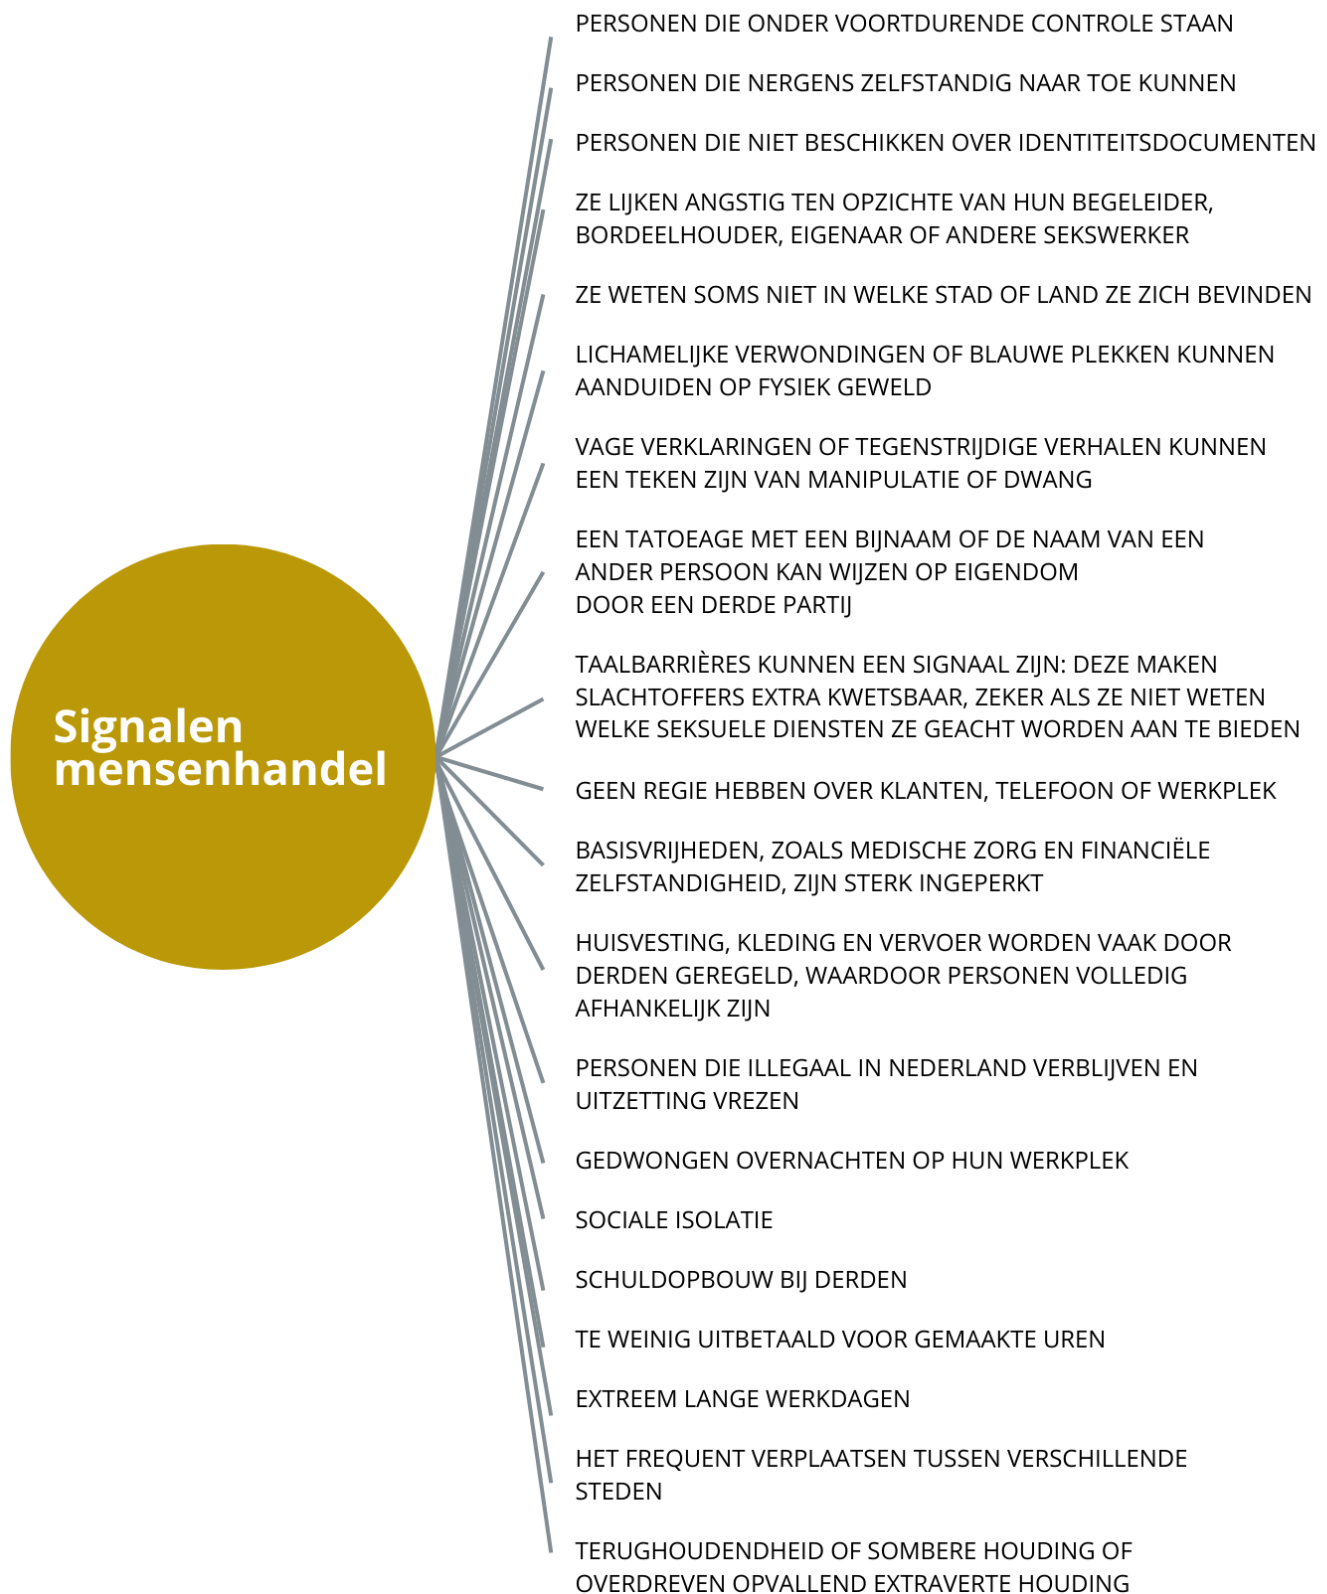 Signalen
mensenhandel
PERSONEN DIE ONDER VOORTDURENDE CONTROLE STAAN
PERSONEN DIE NERGENS ZELFSTANDIG NAAR TOE KUNNEN
PERSONEN DIE NIET BESCHIKKEN OVER IDENTITEITSDOCUMENTEN
ZE LIJKEN ANGSTIG TEN OPZICHTE VAN HUN BEGELEIDER,
BORDEELHOUDER, EIGENAAR OF ANDERE SEKSWERKER
ZE WETEN SOMS NIET IN WELKE STAD OF LAND ZE ZICH BEVINDEN
LICHAMELIJKE VERWONDINGEN OF BLAUWE PLEKKEN KUNNEN
AANDUIDEN OP FYSIEK GEWELD
VAGE VERKLARINGEN OF TEGENSTRIJDIGE VERHALEN KUNNEN
EEN TEKEN ZIJN VAN MANIPULATIE OF DWANG
EEN TATOEAGE MET EEN BIJNAAM OF DE NAAM VAN EEN
ANDER PERSOON KAN WIJZEN OP EIGENDOM
DOOR EEN DERDE PARTIJ
TAALBARRIÈRES KUNNEN EEN SIGNAAL ZIJN: DEZE MAKEN
SLACHTOFFERS EXTRA KWETSBAAR, ZEKER ALS ZE NIET WETEN
WELKE SEKSUELE DIENSTEN ZE GEACHT WORDEN AAN TE BIEDEN
GEEN REGIE HEBBEN OVER KLANTEN, TELEFOON OF WERKPLEK
BASISVRIJHEDEN, ZOALS MEDISCHE ZORG EN FINANCIËLE
ZELFSTANDIGHEID, ZIJN STERK INGEPERKT
HUISVESTING, KLEDING EN VERVOER WORDEN VAAK DOOR
DERDEN GEREGELD, WAARDOOR PERSONEN VOLLEDIG
AFHANKELIJK ZIJN
PERSONEN DIE ILLEGAAL IN NEDERLAND VERBLIJVEN EN
UITZETTING VREZEN
GEDWONGEN OVERNACHTEN OP HUN WERKPLEK
SOCIALE ISOLATIE
SCHULDOPBOUW BIJ DERDEN
TE WEINIG UITBETAALD VOOR GEMAAKTE UREN
EXTREEM LANGE WERKDAGEN
HET FREQUENT VERPLAATSEN TUSSEN VERSCHILLENDE
STEDEN
TERUGHOUDENDHEID OF SOMBERE HOUDING OF
OVERDREVEN OPVALLEND EXTRAVERTE HOUDING